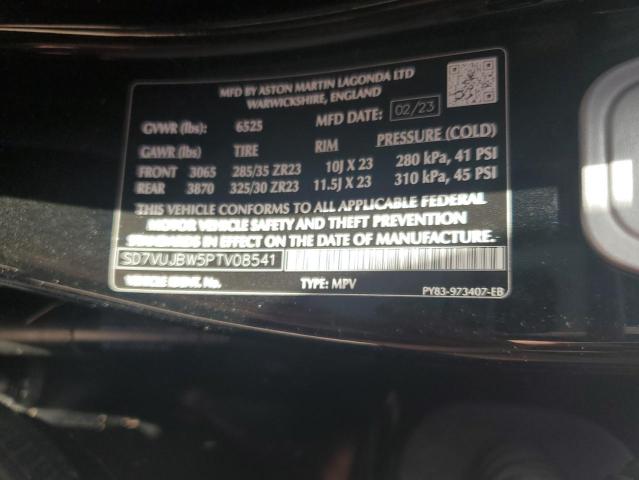 MFD BY ASTON MARTIN LAGONDA LTD
WARWICKSHIRE, ENGLAND
GVWR (lbs): 6525 MFD DATE: 02/23
GAWR (lbs): TIRE RIM PRESSURE (COLD)
FRONT 3065 285/35 ZR23 10J X 23 280 kPa, 41 PSI
REAR 3870 325/30 ZR23 11.5J X 23 310 kPa, 45 PSI
THIS VEHICLE CONFORMS TO ALL APPLICABLE FEDERAL
MOTOR VEHICLE SAFETY AND THEFT PREVENTION
STANDARDS IN EFFECT ON THE DATE OF MANUFACTURE.
SD7VUJBW5PTV08541
VEHICLE IDENT. No. TYPE: MPV PY83-973407-EB